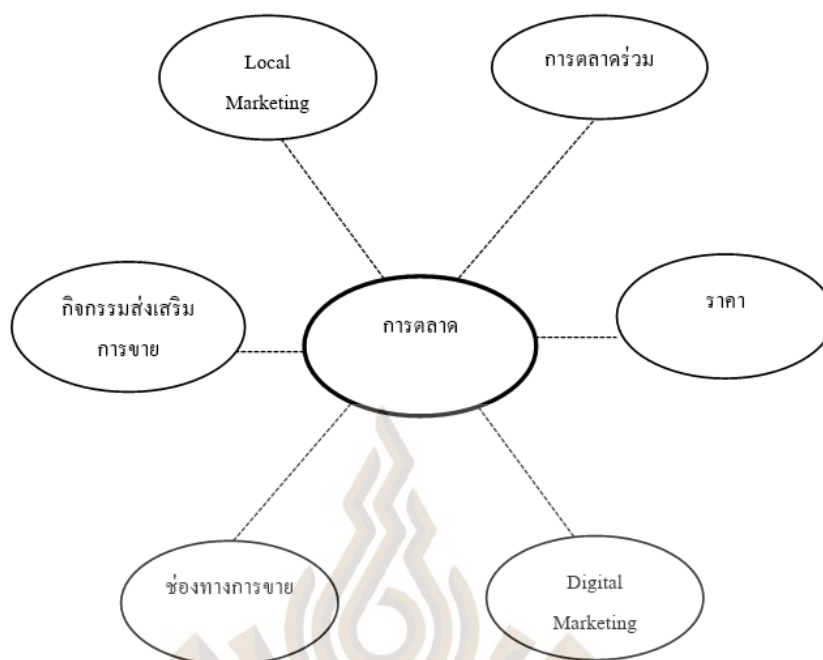 Local
Marketing
การตลาดร่วม
กิจกรรมส่งเสริม
การขาย
การตลาด
ราคา
ช่องทางการขาย
Digital
Marketing